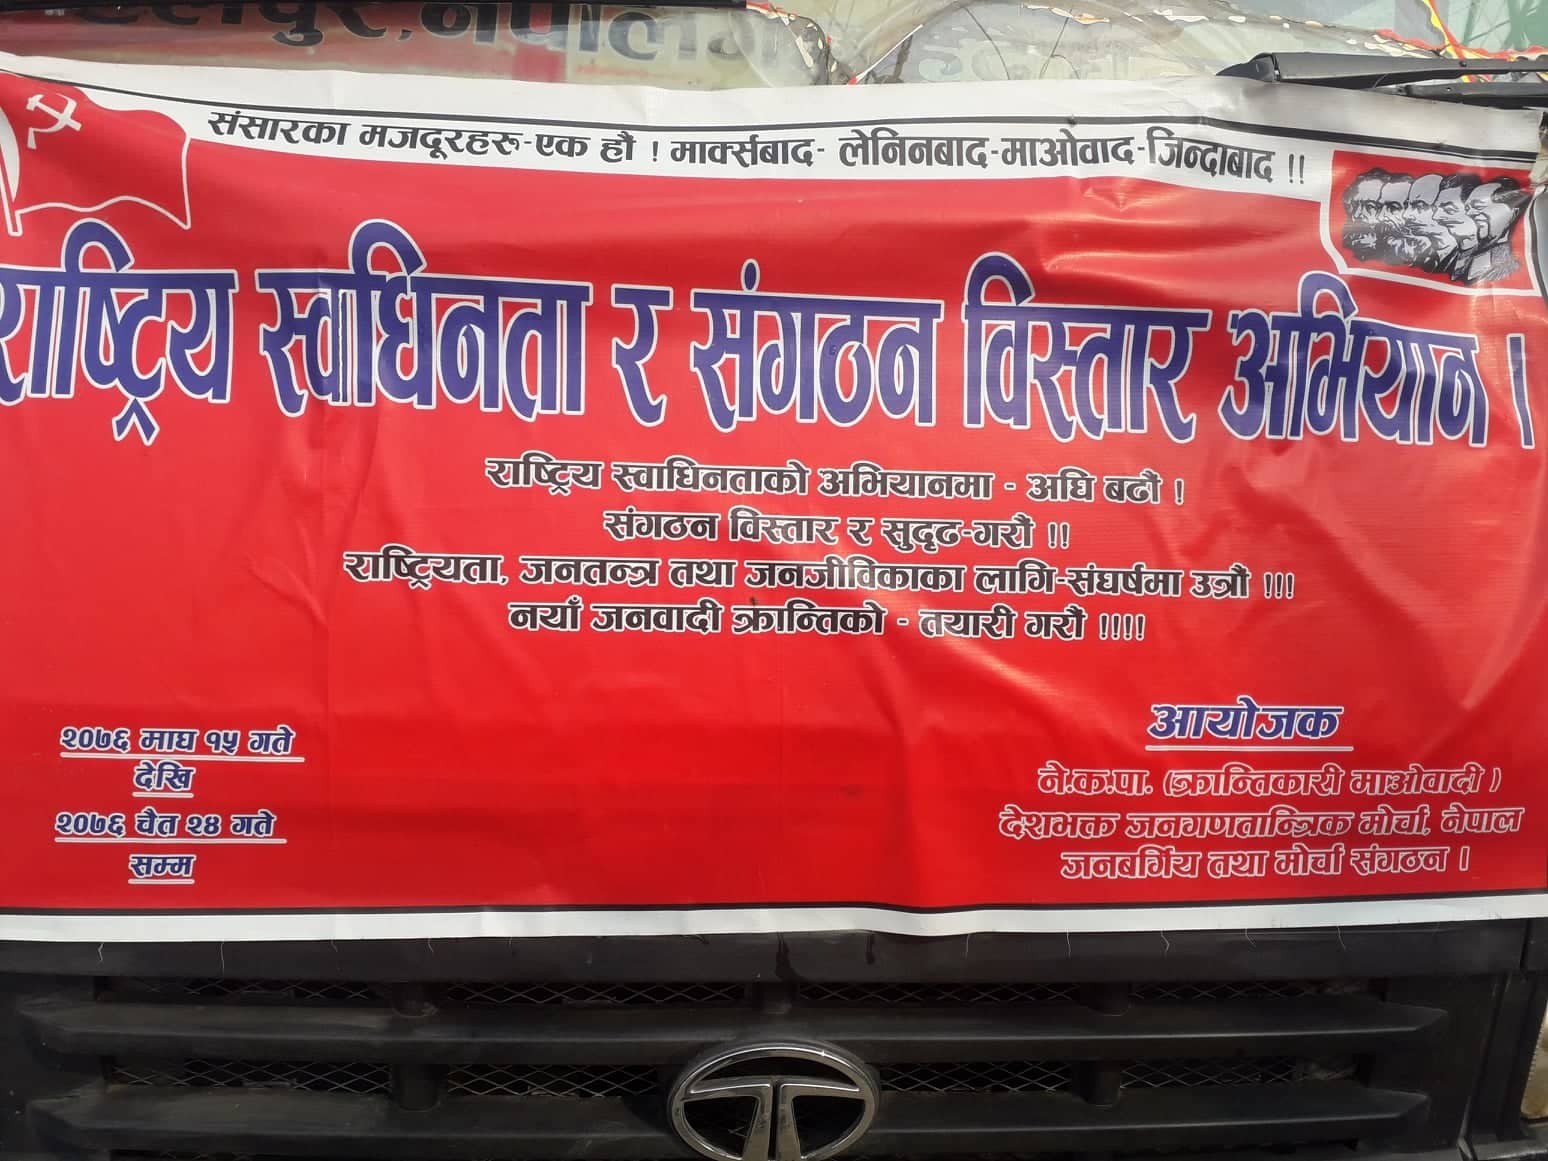 नेपालग
संसारका मजदूरहरु-एक हौ ! मार्क्सबाद- लेनिनबाद-माओवाद-जिन्दाबाद !!
राष्ट्रिय स्वाधिनता र संगठन विस्तार अभियान ।
राष्ट्रिय स्वाधिनताको अभियानमा - अघि बढौं !
संगठन विस्तार र सुदृढ-गरौं !!
राष्ट्रियता, जनतन्त्र तथा जनजीविकाका लागि-संघर्षमा उत्रौं !!!
नयाँ जनवादी क्रान्तिको - तयारी गरौं !!!!
२०७६ माघ १५ गते
देखि
२०७६ चैत २४ गते
सम्म
आयोजक
ने.क.पा. (क्रान्तिकारी माओवादी )
देशभक्त जनगणतान्त्रिक मोर्चा, नेपाल
जनबर्गिय तथा मोर्चा संगठन ।